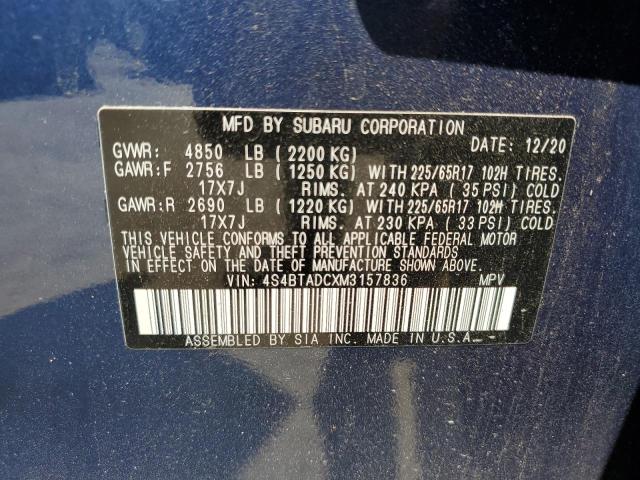 MFD BY SUBARU CORPORATION
GVWR: 4850 LB (2200 KG) DATE: 12/20
GAWR:F 2756 LB (1250 KG) WITH 225/65R17 102H TIRES.
17X7J RIMS. AT 240 KPA (35 PSI) COLD
GAWR:R 2690 LB (1220 KG) WITH 225/65R17 102H TIRES.
17X7J RIMS. AT 230 KPA (33 PSI) COLD
THIS VEHICLE CONFORMS TO ALL APPLICABLE FEDERAL MOTOR
VEHICLE SAFETY AND THEFT PREVENTION STANDARDS
IN EFFECT ON THE DATE OF MANUFACTURE SHOWN ABOVE.
VIN: 4S4BTADCXM3157836 MPV
ASSEMBLED BY SIA INC. MADE IN U.S.A.